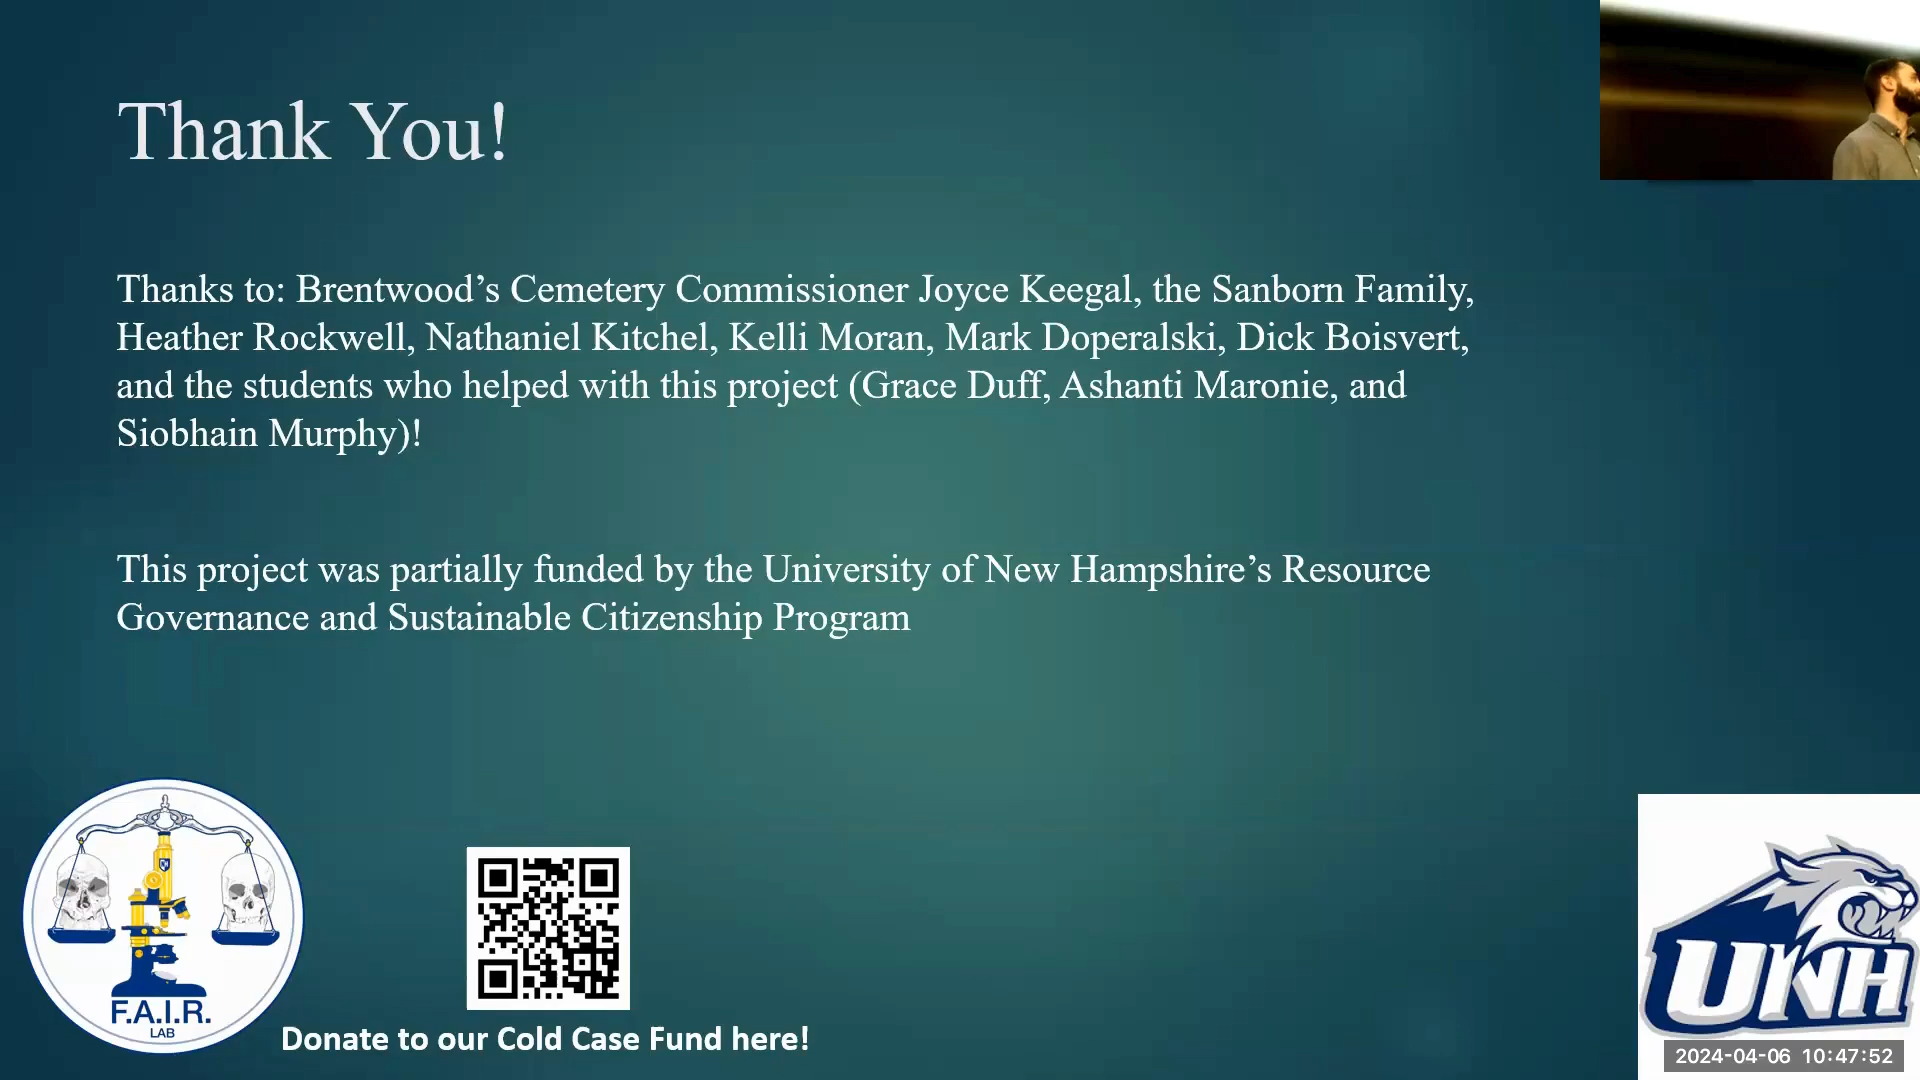 Thank You!
Thanks to: Brentwood’s Cemetery Commissioner Joyce Keegal, the Sanborn Family,
Heather Rockwell, Nathaniel Kitchel, Kelli Moran, Mark Doperalski, Dick Boisvert,
and the students who helped with this project (Grace Duff, Ashanti Maronie, and
Siobhain Murphy)!
This project was partially funded by the University of New Hampshire’s Resource
Governance and Sustainable Citizenship Program
F.A.I.R.
LAB
Donate to our Cold Case Fund here!
UNH
2024-04-06 10:47:52